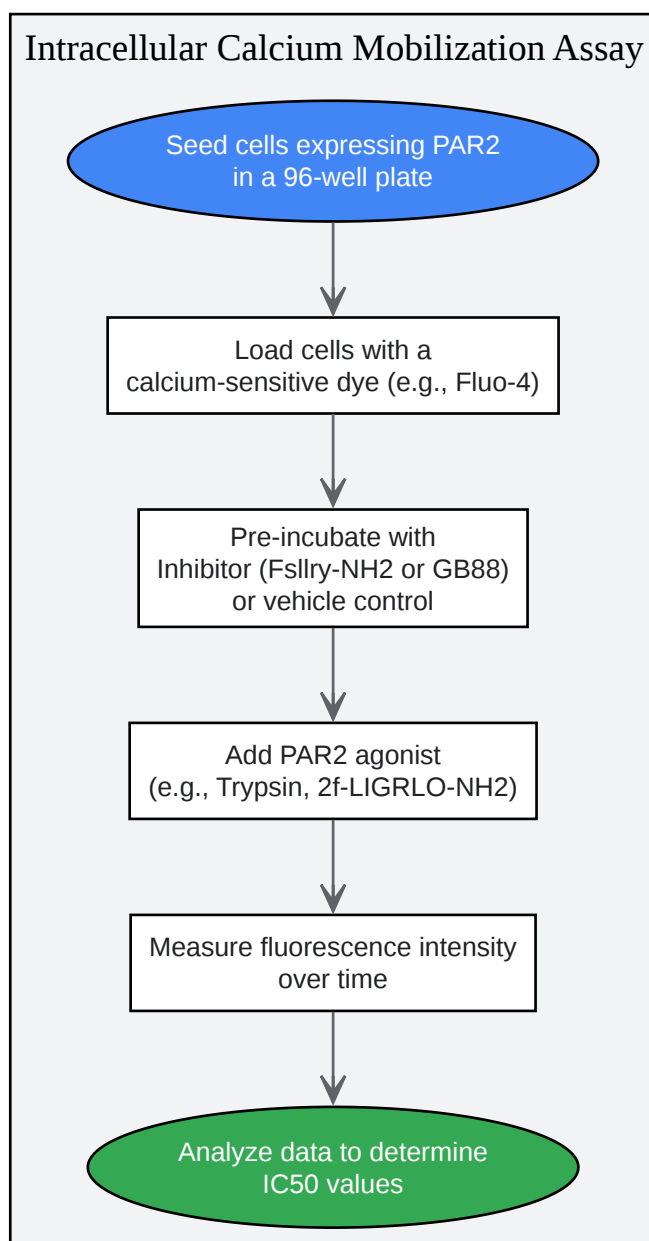 Intracellular Calcium Mobilization Assay
Seed cells expressing PAR2
in a 96-well plate
Load cells with a
calcium-sensitive dye (e.g., Fluo-4)
Pre-incubate with
Inhibitor (Fsllry-NH2 or GB88)
or vehicle control
Add PAR2 agonist
(e.g., Trypsin, 2f-LIGRLO-NH2)
Measure fluorescence intensity
over time
Analyze data to determine
IC50 values